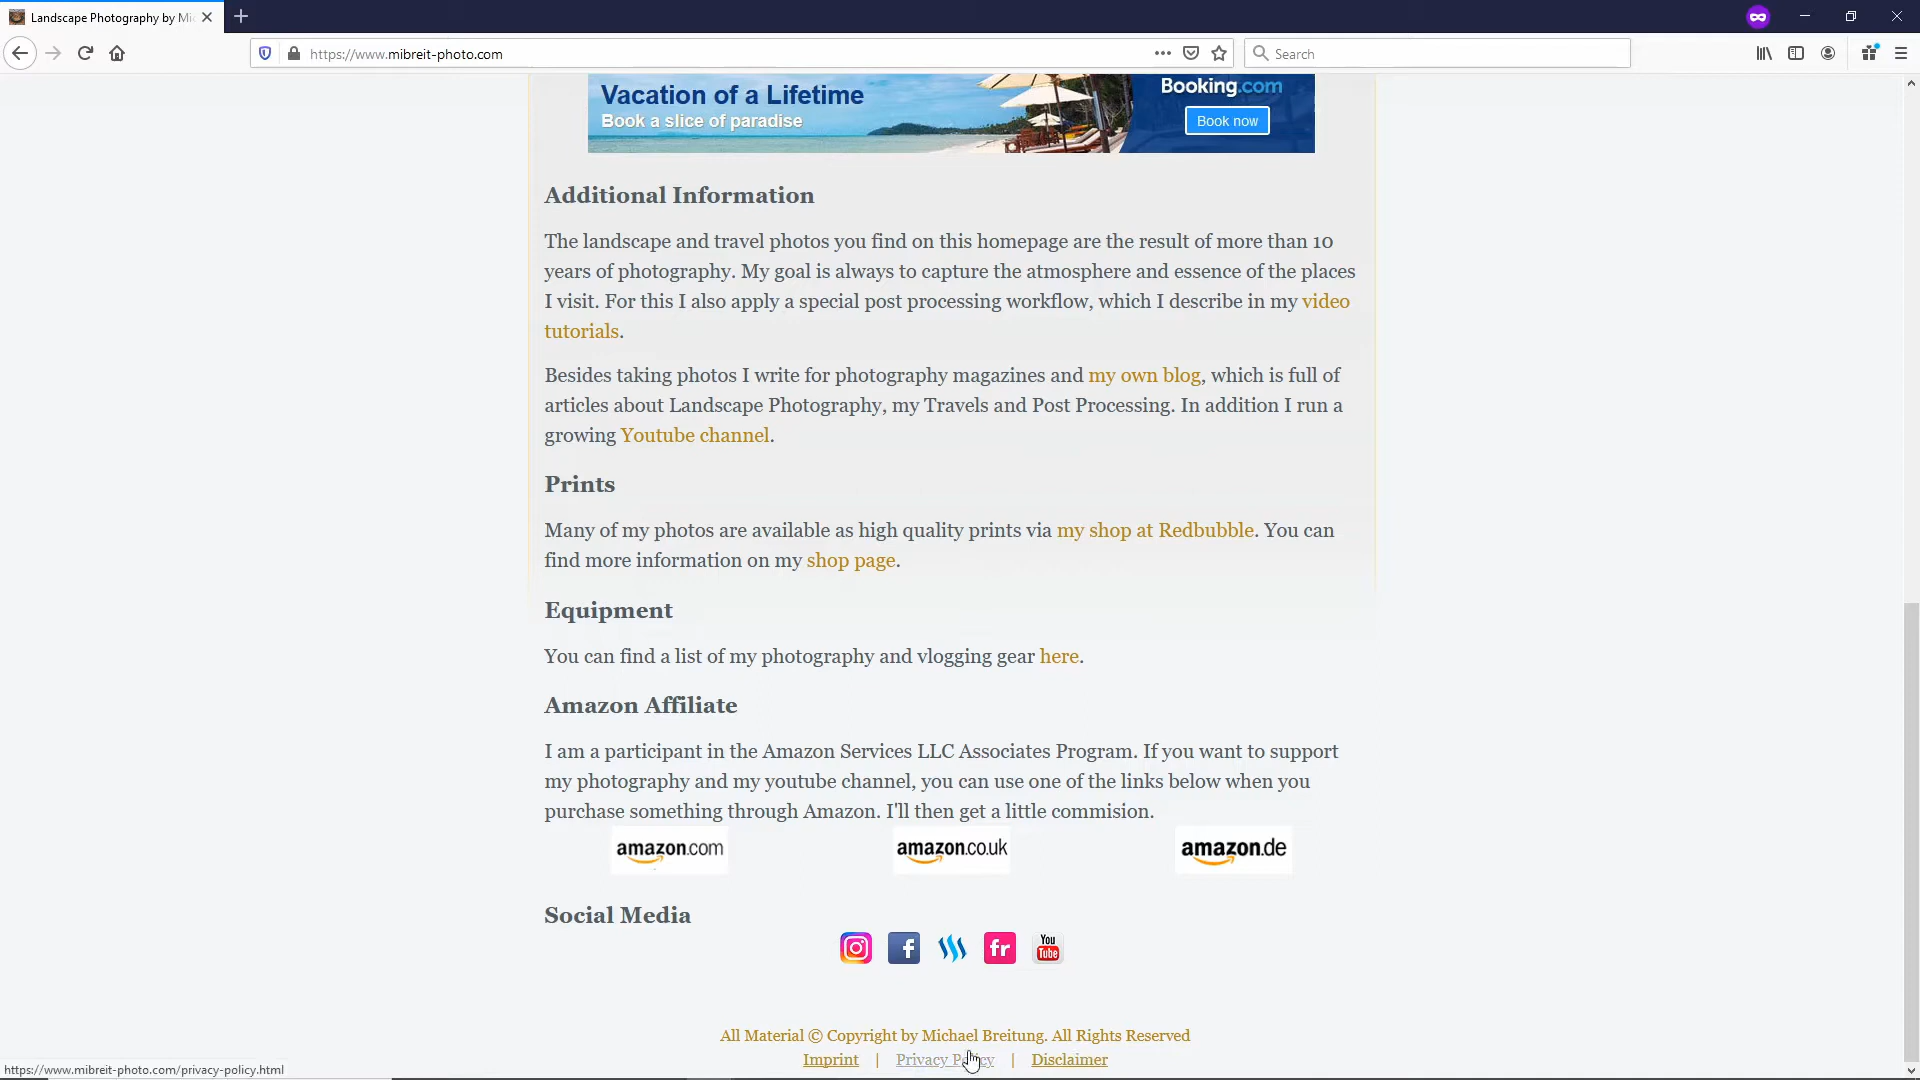 Landscape Photography by Mi
https://www.mibreit-photo.com
Search
Vacation of a Lifetime
Book a slice of paradise
Booking.com
Book now
Additional Information
The landscape and travel photos you find on this homepage are the result of more than 10
years of photography. My goal is always to capture the atmosphere and essence of the places
I visit. For this I also apply a special post processing workflow, which I describe in my video
tutorials.
Besides taking photos I write for photography magazines and my own blog, which is full of
articles about Landscape Photography, my Travels and Post Processing. In addition I run a
growing Youtube channel.
Prints
Many of my photos are available as high quality prints via my shop at Redbubble. You can
find more information on my shop page.
Equipment
You can find a list of my photography and vlogging gear here.
Amazon Affiliate
I am a participant in the Amazon Services LLC Associates Program. If you want to support
my photography and my youtube channel, you can use one of the links below when you
purchase something through Amazon. I'll then get a little commision.
amazon.com amazon.co.uk amazon.de
Social Media
f fr You Tube
All Material © Copyright by Michael Breitung. All Rights Reserved
Imprint | Privacy Policy | Disclaimer
https://www.mibreit-photo.com/privacy-policy.html